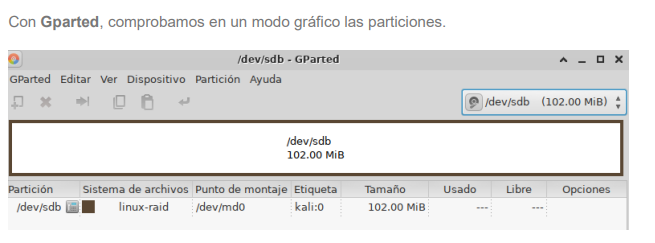 Con Gparted, comprobamos en un modo gráfico las particiones.
/dev/sdb - GParted
GParted Editar Ver Dispositivo Partición Ayuda
/dev/sdb (102.00 MiB)
/dev/sdb
102.00 MiB
Partición Sistema de archivos Punto de montaje Etiqueta Tamaño Usado Libre Opciones
/dev/sdb linux-raid /dev/md0 kali:0 102.00 MiB --- ---